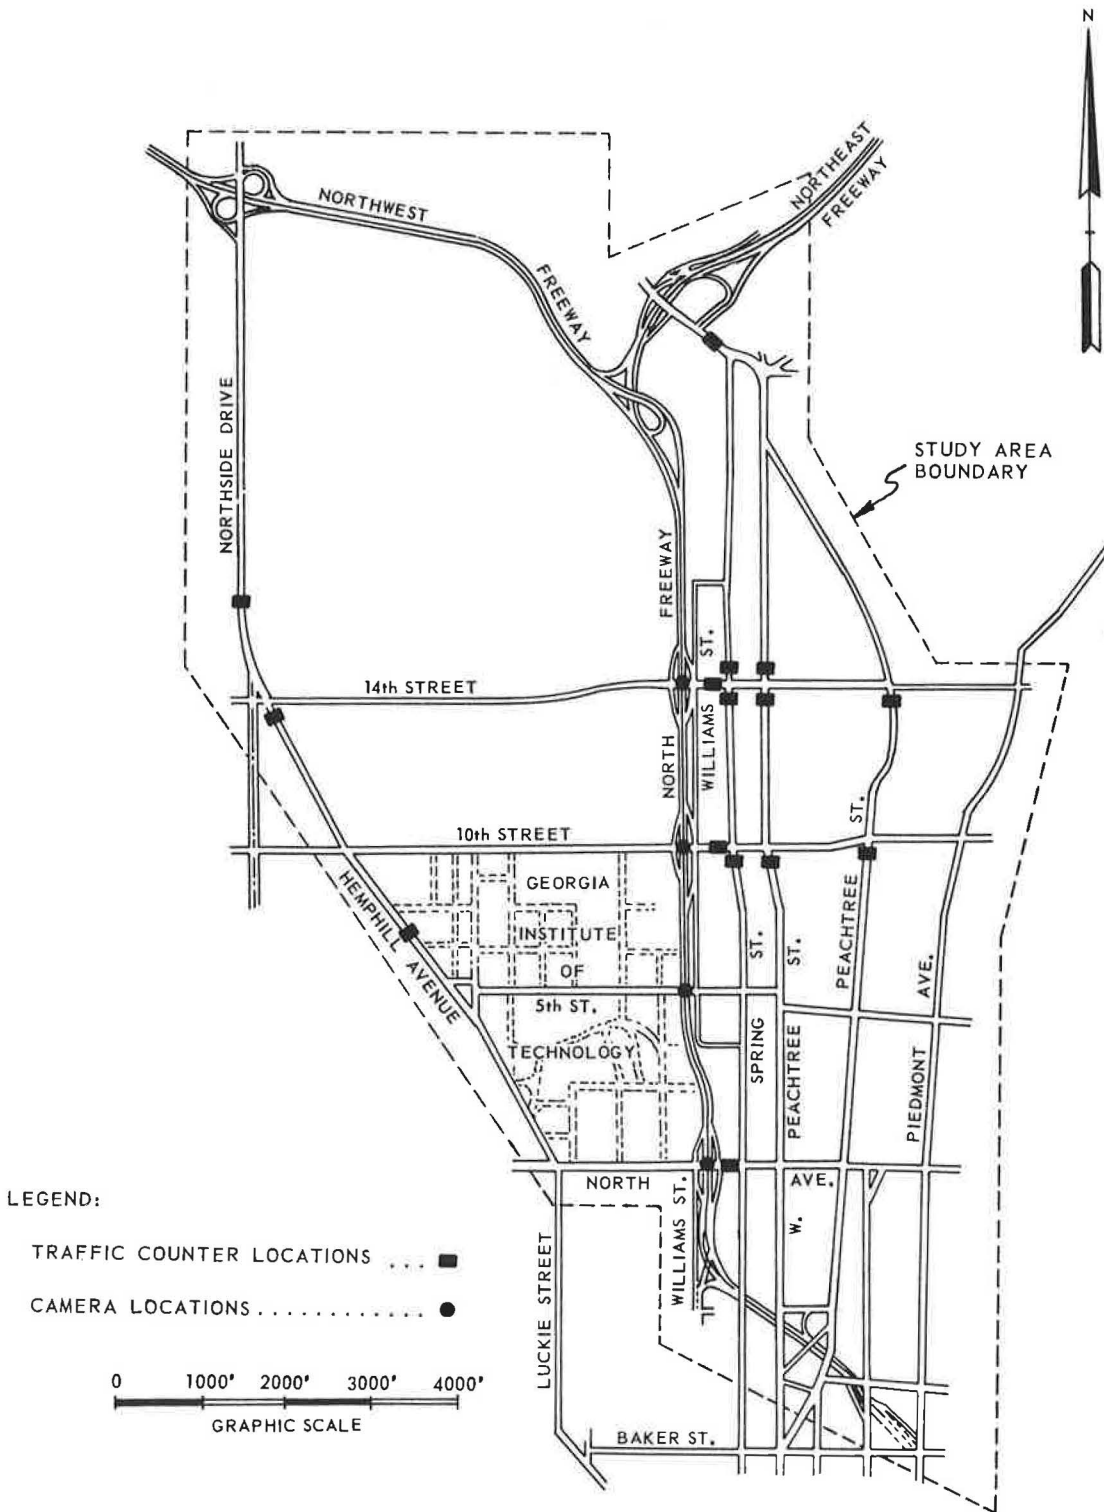 N
NORTHEAST
FREEWAY
NORTHWEST
FREEWAY
NORTHSIDE DRIVE
STUDY AREA
BOUNDARY
FREEWAY
ST.
14th STREET
WILLIAMS
NORTH
ST.
10th STREET
GEORGIA
HEMPHILL AVENUE
INSTITUTE
OF
5th ST.
TECHNOLOGY
ST.
ST.
PEACHTREE
AVE.
SPRING
PEACHTREE
PIEDMONT
NORTH
AVE.
W.
WILLIAMS ST.
LUCKIE STREET
LEGEND:
TRAFFIC COUNTER LOCATIONS ...
CAMERA LOCATIONS............
0 1000' 2000' 3000' 4000'
GRAPHIC SCALE
BAKER ST.